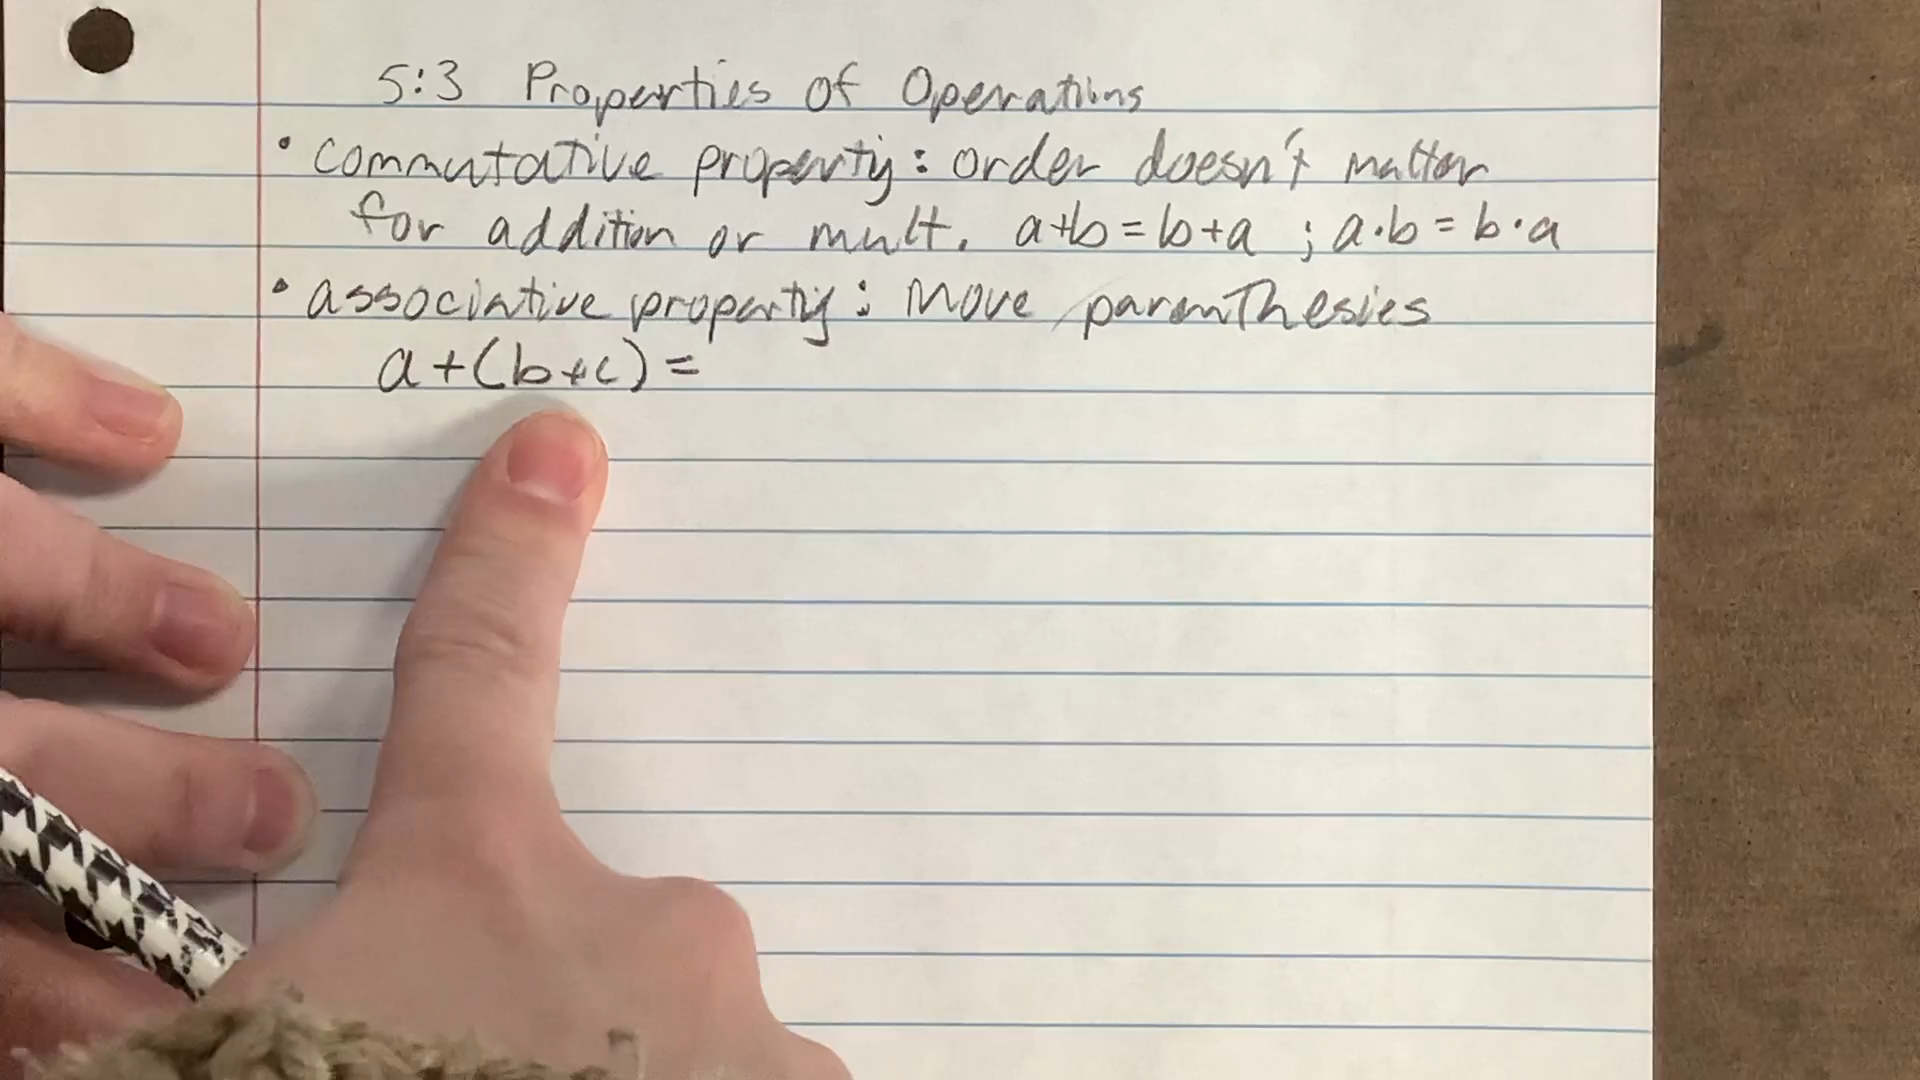 5:3 Properties of Operations
• commutative property: order doesn't matter
for addition or mult. a+b=b+a ; a·b=b·a
• associative property: Move paranthesies
a+(b+c)=